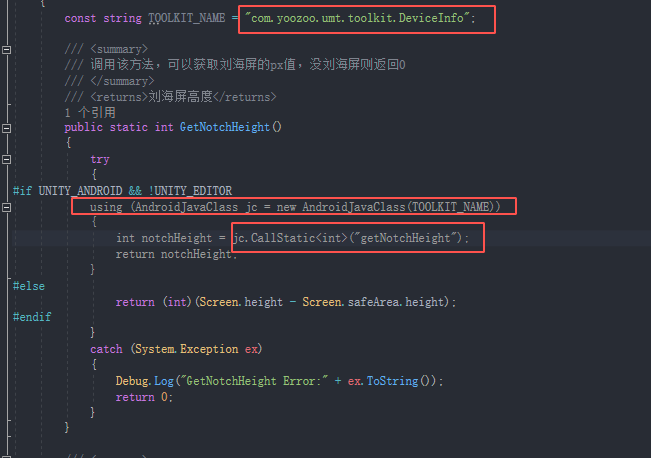 {
const string TOOLKIT_NAME = "com.yoozoo.umt.toolkit.DeviceInfo";
/// <summary>
/// 调用该方法，可以获取刘海屏的px值，没刘海屏则返回0
/// </summary>
/// <returns>刘海屏高度</returns>
1 个引用
public static int GetNotchHeight()
{
try
{
#if UNITY_ANDROID && !UNITY_EDITOR
using (AndroidJavaClass jc = new AndroidJavaClass(TOOLKIT_NAME))
{
int notchHeight = jc.CallStatic<int>("getNotchHeight");
return notchHeight;
}
#else
return (int)(Screen.height - Screen.safeArea.height);
#endif
}
catch (System.Exception ex)
{
Debug.Log("GetNotchHeight Error:" + ex.ToString());
return 0;
}
}